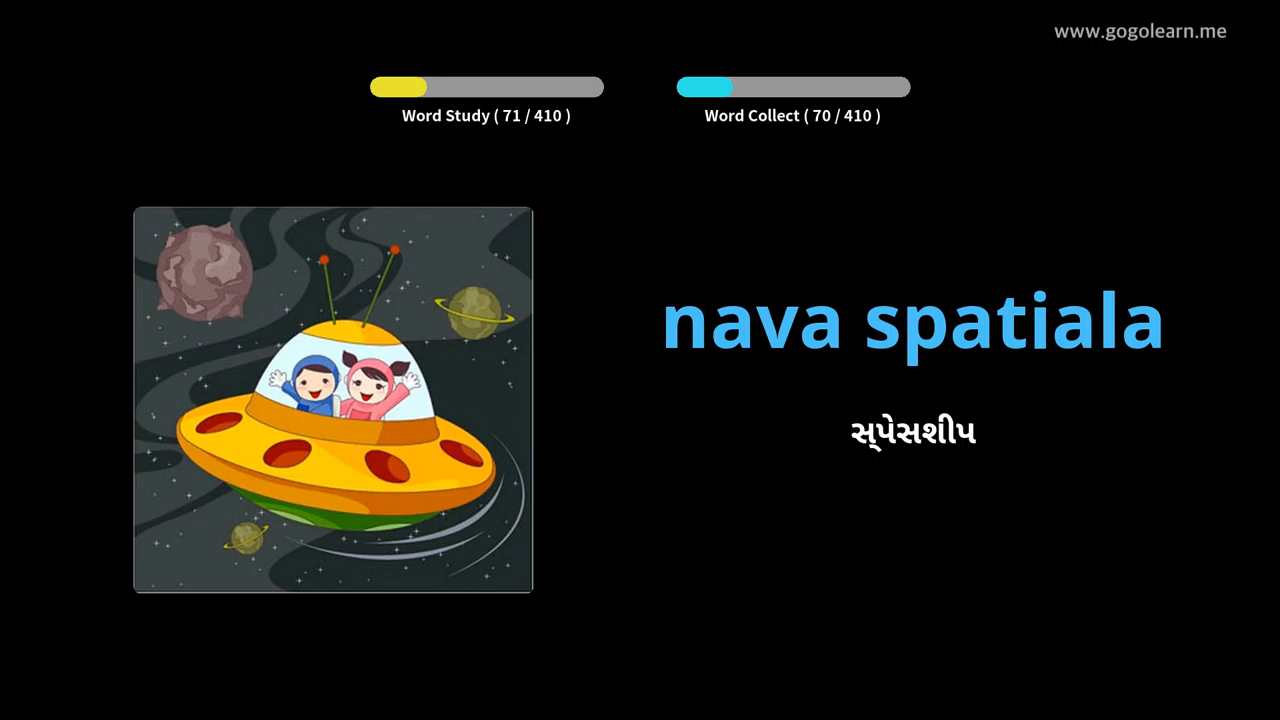 www.gogolearn.me
Word Study ( 71 / 410 )
Word Collect ( 70 / 410 )
nava spatiala
સ્પેસશીપ